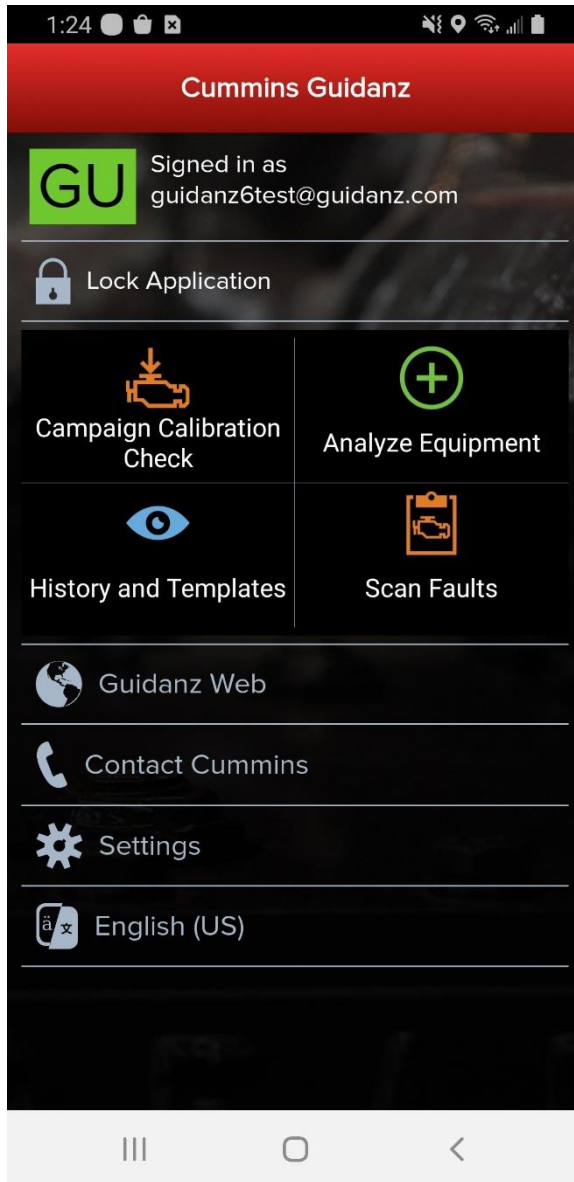 1:24
Cummins Guidanz
GU
Signed in as
guidanz6test@guidanz.com
Lock Application
Campaign Calibration
Check
Analyze Equipment
History and Templates
Scan Faults
Guidanz Web
Contact Cummins
Settings
ä 文
English (US)